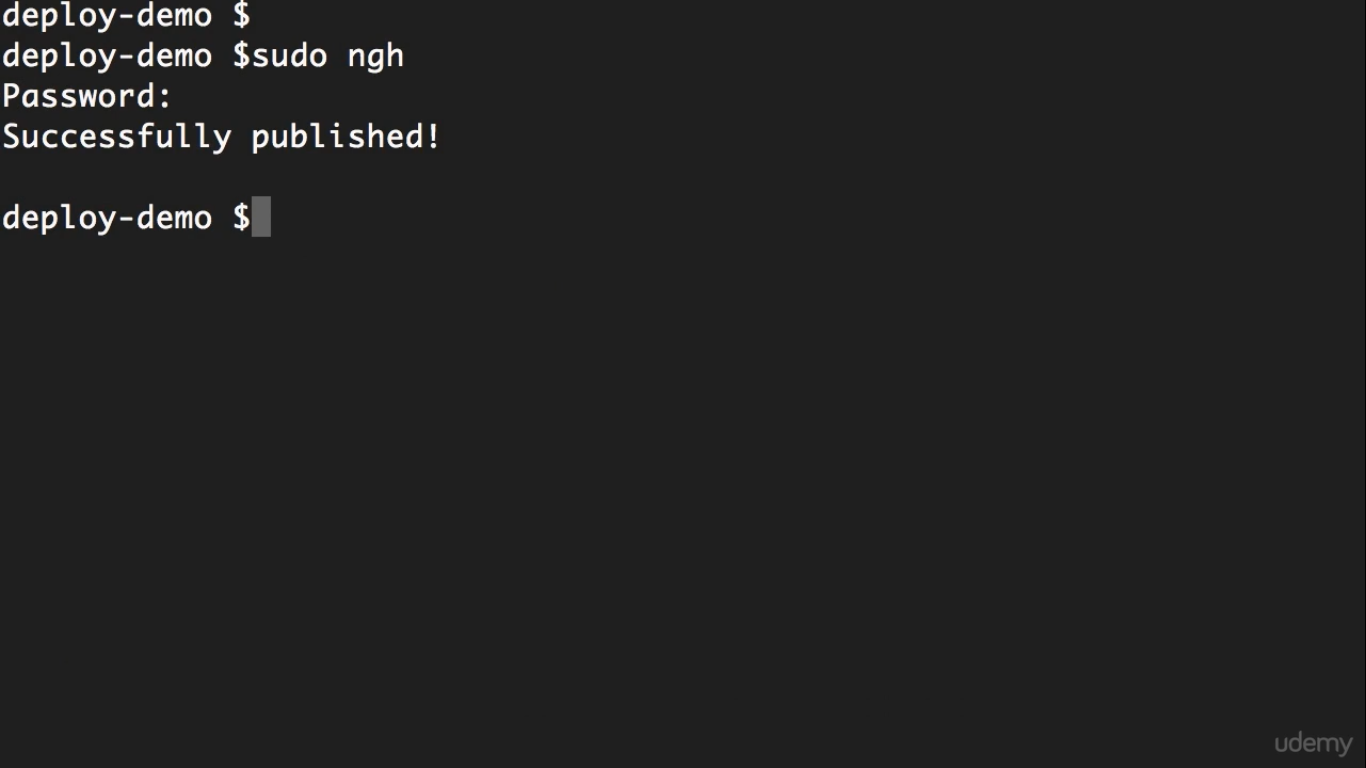 deploy-demo $
deploy-demo $sudo ngh
Password:
Successfully published!
deploy-demo $
udemy